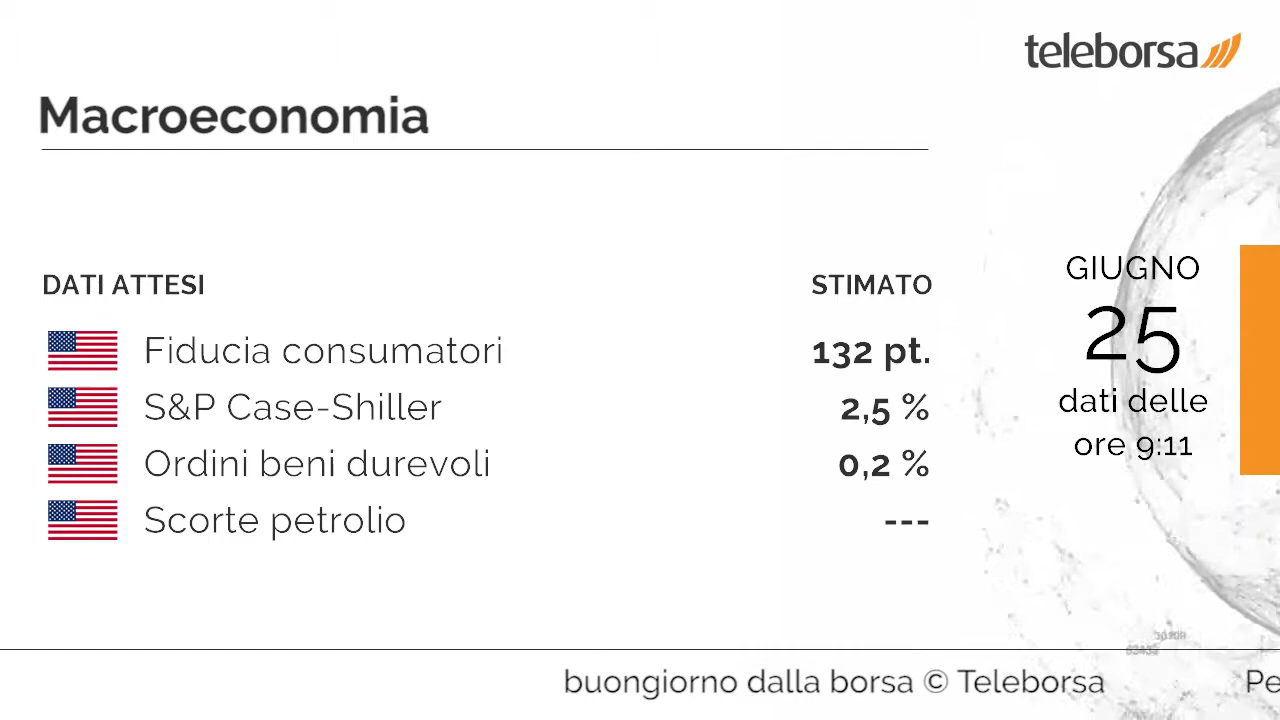 teleborsa
Macroeconomia
DATI ATTESI STIMATO
Fiducia consumatori 132 pt.
S&P Case-Shiller 2,5 %
Ordini beni durevoli 0,2 %
Scorte petrolio ---
GIUGNO
25
dati delle
ore 9:11
buongiorno dalla borsa © Teleborsa Pe